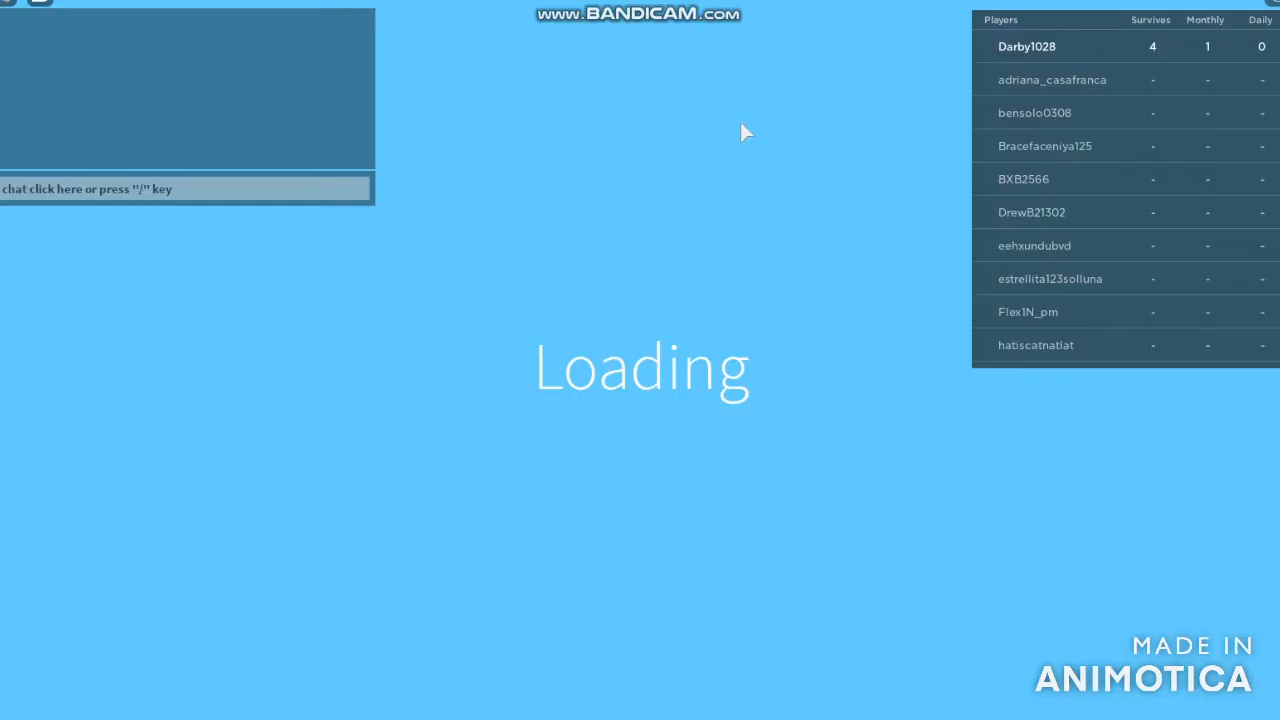 www.BANDICAM.com
chat click here or press "/" key
Players Survives Monthly Daily
Darby1028 4 1 0
adriana_casafranca - - -
bensolo0308 - - -
Bracefaceniya125 - - -
BXB2566 - - -
DrewB21302 - - -
eehxundubvd - - -
estrellita123solluna - - -
Flex1N_pm - - -
hatiscatnatlat - - -
Loading
MADE IN
ANIMOTICA